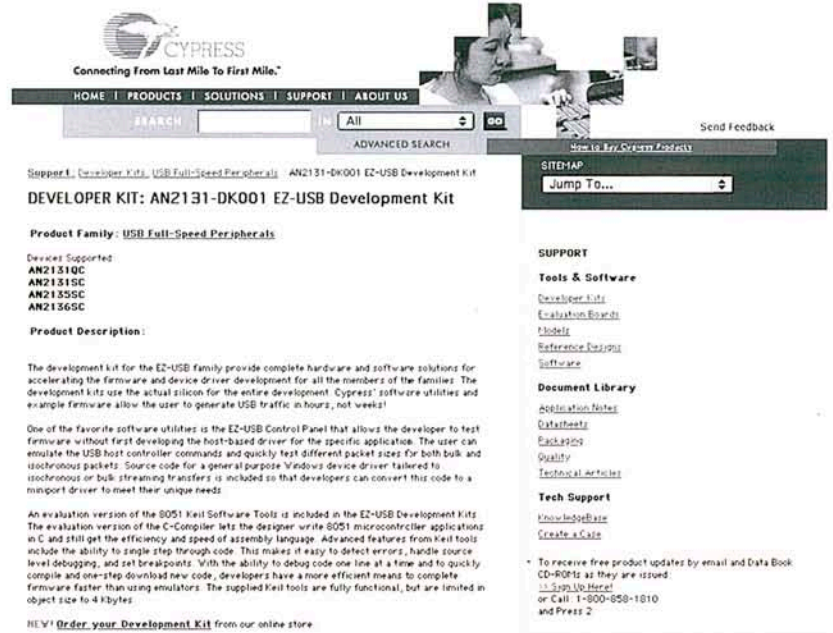 CYPRESS
Connecting From Last Mile To First Mile.™
HOME | PRODUCTS | SOLUTIONS | SUPPORT | ABOUT US
SEARCH IN All GO
ADVANCED SEARCH
Send Feedback
How to Buy Cypress Products
SITEMAP
Jump To...
Support: Developer Kits: USB Full-Speed Peripherals AN2131-DK001 EZ-USB Development Kit
DEVELOPER KIT: AN2131-DK001 EZ-USB Development Kit
Product Family: USB Full-Speed Peripherals
Devices Supported
AN2131QC
AN2131SC
AN2135SC
AN2136SC
Product Description:
The development kit for the EZ-USB family provide complete hardware and software solutions for
accelerating the firmware and device driver development for all the members of the families. The
development kits use the actual silicon for the entire development. Cypress' software utilities and
example firmware allow the user to generate USB traffic in hours, not weeks!
One of the favorite software utilities is the EZ-USB Control Panel that allows the developer to test
firmware without first developing the host-based driver for the specific application. The user can
emulate the USB host controller commands and quickly test different packet sizes for both bulk and
isochronous packets. Source code for a general purpose Windows device driver tailored to
isochronous or bulk streaming transfers is included so that developers can convert this code to a
miniport driver to meet their unique needs.
An evaluation version of the 8051 Keil Software Tools is included in the EZ-USB Development Kits.
The evaluation version of the C-Compiler lets the designer write 8051 microcontroller applications
in C and still get the efficiency and speed of assembly language. Advanced features from Keil tools
include the ability to single step through code. This makes it easy to detect errors, handle source
level debugging, and set breakpoints. With the ability to debug code one line at a time and to quickly
compile and one-step download new code, developers have a more efficient means to complete
firmware faster than using emulators. The supplied Keil tools are fully functional, but are limited in
object size to 4 Kbytes.
NEW! Order your Development Kit from our online store
SUPPORT
Tools & Software
Developer Kits
Evaluation Boards
Models
Reference Designs
Software
Document Library
Application Notes
Datasheets
Packaging
Quality
Technical Articles
Tech Support
KnowledgeBase
Create a Case
• To receive free product updates by email and Data Book
CD-ROMs as they are issued:
>> Sign Up Here!
or Call: 1-800-858-1810
and Press 2